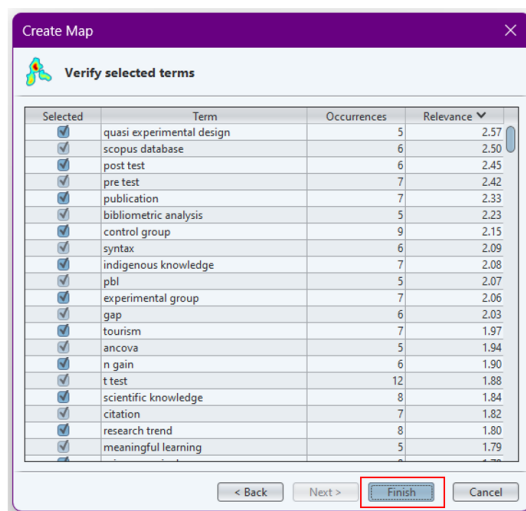 Create Map
Verify selected terms
Selected Term Occurrences Relevance
quasi experimental design 5 2.57
scopus database 6 2.50
post test 6 2.45
pre test 7 2.42
publication 7 2.33
bibliometric analysis 5 2.23
control group 9 2.15
syntax 6 2.09
indigenous knowledge 7 2.08
pbl 5 2.07
experimental group 7 2.06
gap 6 2.03
tourism 7 1.97
ancova 5 1.94
n gain 6 1.90
t test 12 1.88
scientific knowledge 8 1.84
citation 7 1.82
research trend 8 1.80
meaningful learning 5 1.79
< Back Next > Finish Cancel